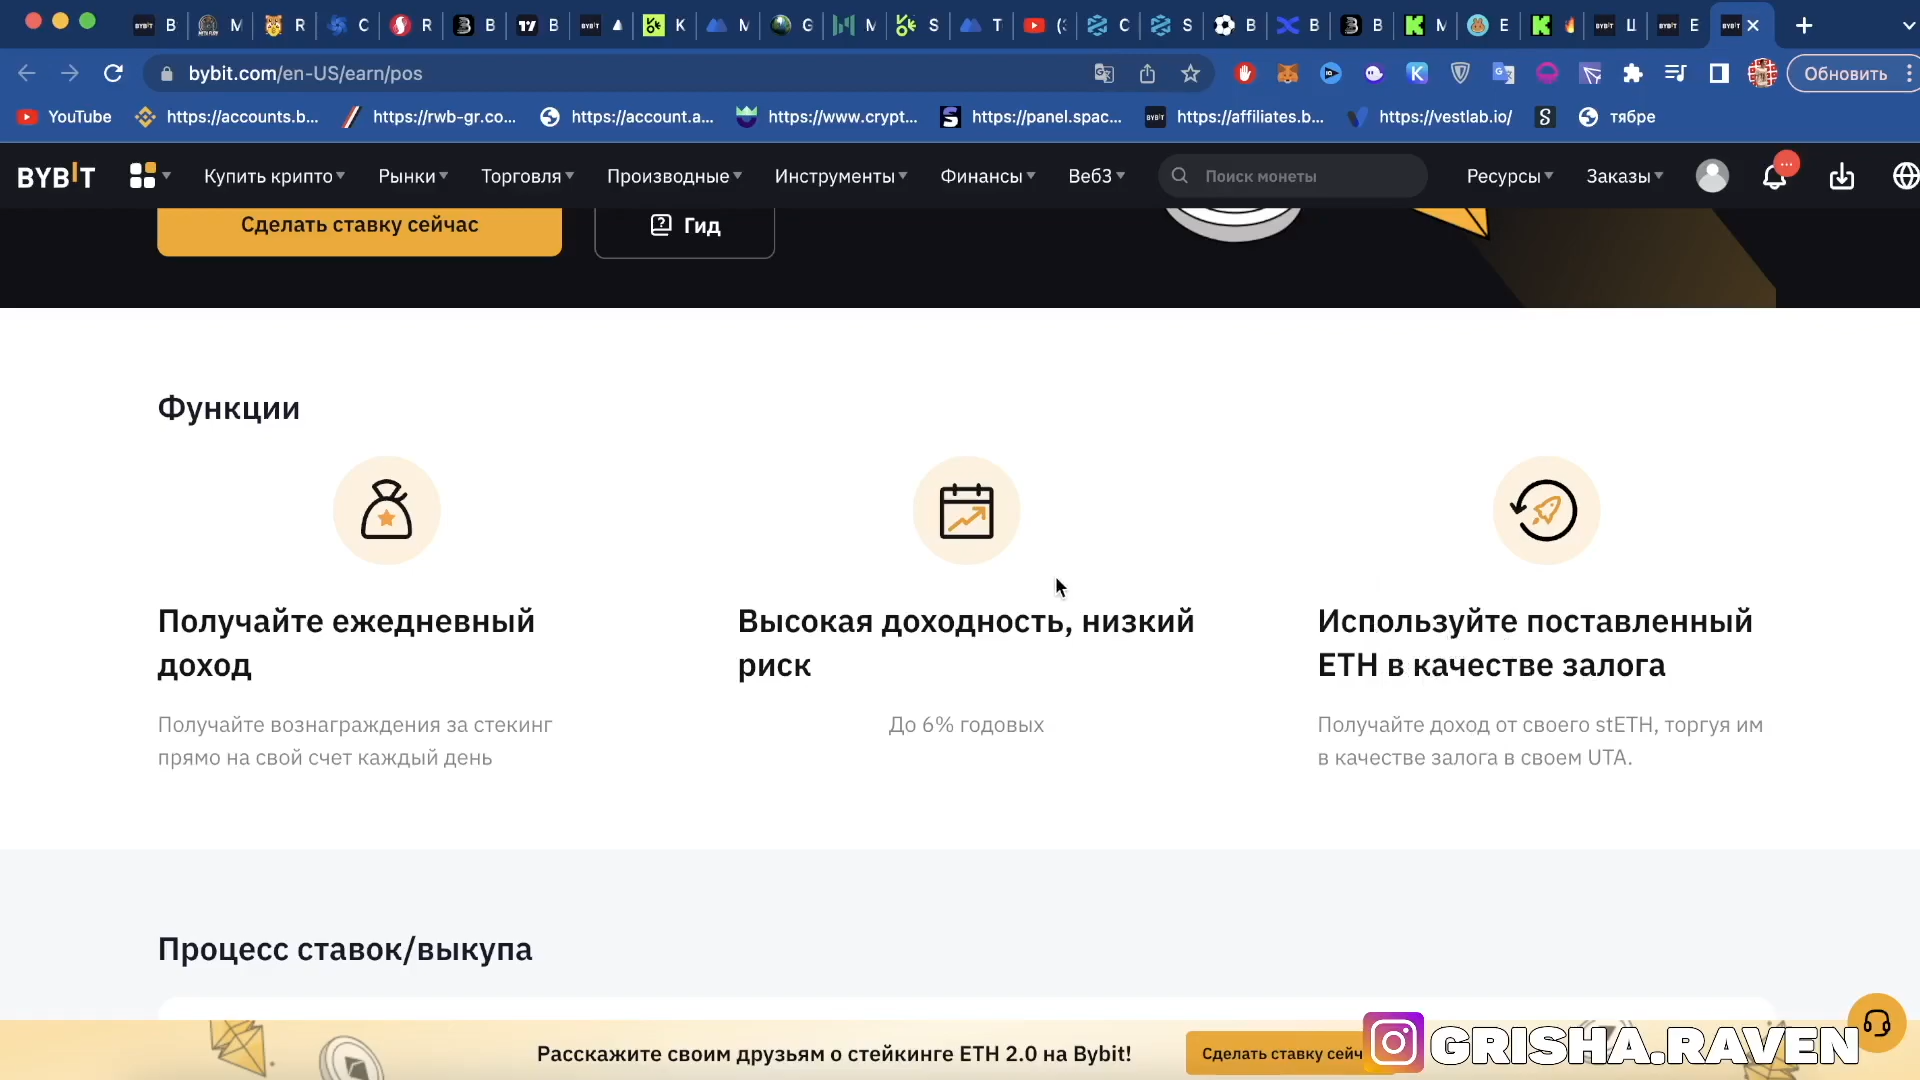 B
M
R
C
R
B
B
K
M
G
M
S
T
C
S
B
B
B
M
E
E
bybit.com/en-US/earn/pos
Обновить
YouTube
https://accounts.b...
https://rwb-gr.co...
https://account.a...
https://www.crypt...
https://panel.spac...
https://affiliates.b...
https://vestlab.io/
тябре
BYBIT
Купить крипто
Рынки
Торговля
Производные
Инструменты
Финансы
Веб3
Поиск монеты
Ресурсы
Заказы
Сделать ставку сейчас
Гид
Функции
Получайте ежедневный
доход
Получайте вознаграждения за стекинг
прямо на свой счет каждый день
Высокая доходность, низкий
риск
До 6% годовых
Используйте поставленный
ETH в качестве залога
Получайте доход от своего stETH, торгуя им
в качестве залога в своем UTA.
Процесс ставок/выкупа
Расскажите своим друзьям о стейкинге ETH 2.0 на Bybit!
Сделать ставку сейч
GRISHA.RAVEN